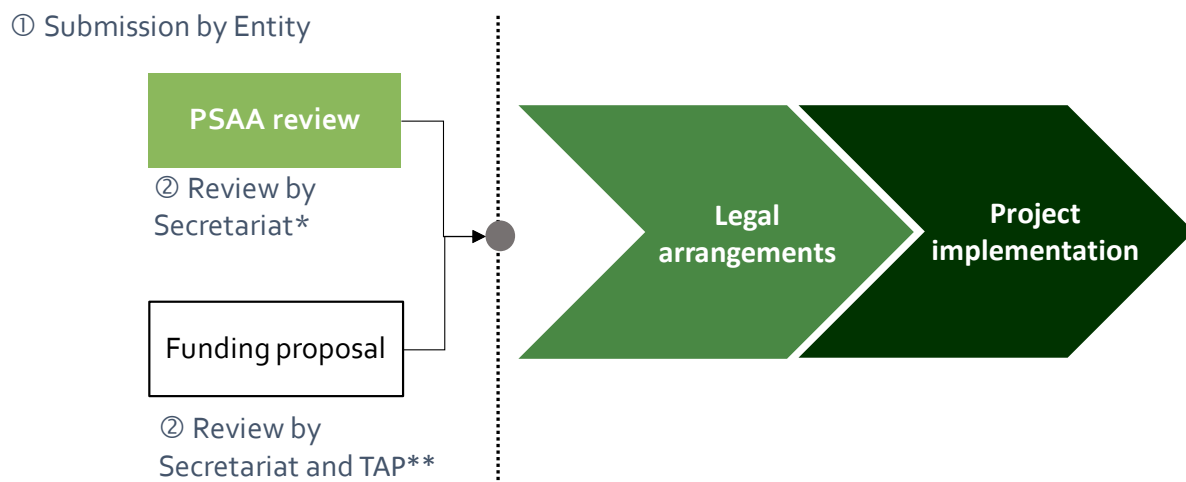 ① Submission by Entity
PSAA review
② Review by
Secretariat*
Funding proposal
② Review by
Secretariat and TAP**
Legal
arrangements
Project
implementation